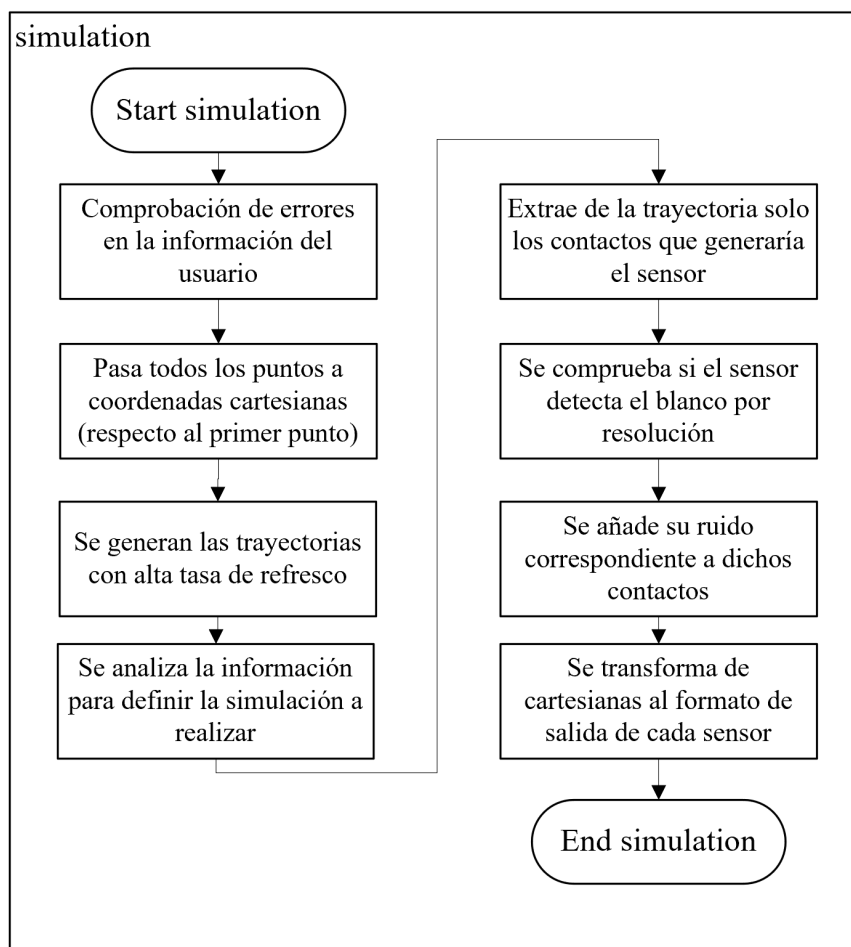 simulation
Start simulation
Comprobación de errores
en la información del
usuario
Pasa todos los puntos a
coordenadas cartesianas
(respecto al primer punto)
Se generan las trayectorias
con alta tasa de refresco
Se analiza la información
para definir la simulación a
realizar
Extrae de la trayectoria solo
los contactos que generaría
el sensor
Se comprueba si el sensor
detecta el blanco por
resolución
Se añade su ruido
correspondiente a dichos
contactos
Se transforma de
cartesianas al formato de
salida de cada sensor
End simulation